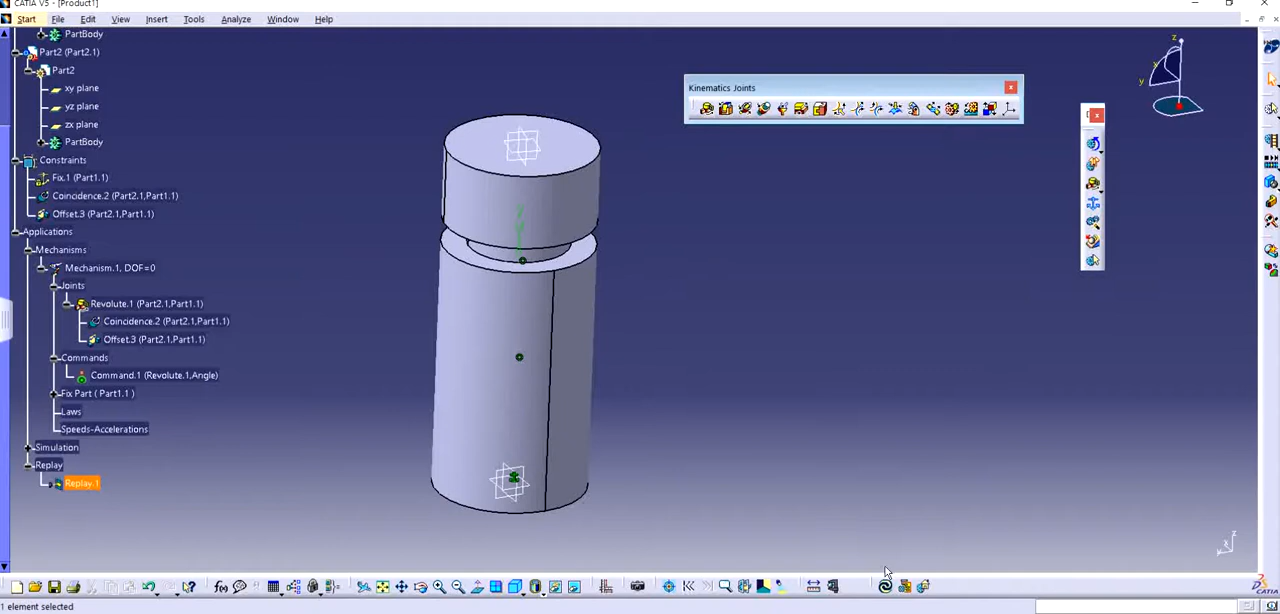 CATIA V5 - [Product1]
Start File Edit View Insert Tools Analyze Window Help
PartBody
Part2 (Part2.1)
Part2
xy plane
yz plane
zx plane
PartBody
Constraints
Fix.1 (Part1.1)
Coincidence.2 (Part2.1,Part1.1)
Offset.3 (Part2.1,Part1.1)
Applications
Mechanisms
Mechanism.1, DOF=0
Joints
Revolute.1 (Part2.1,Part1.1)
Coincidence.2 (Part2.1,Part1.1)
Offset.3 (Part2.1,Part1.1)
Commands
Command.1 (Revolute.1,Angle)
Fix Part ( Part1.1 )
Laws
Speeds-Accelerations
Simulation
Replay
Replay.1
Kinematics Joints
z
x
y
z
x
f(x)
CATIA
1 element selected